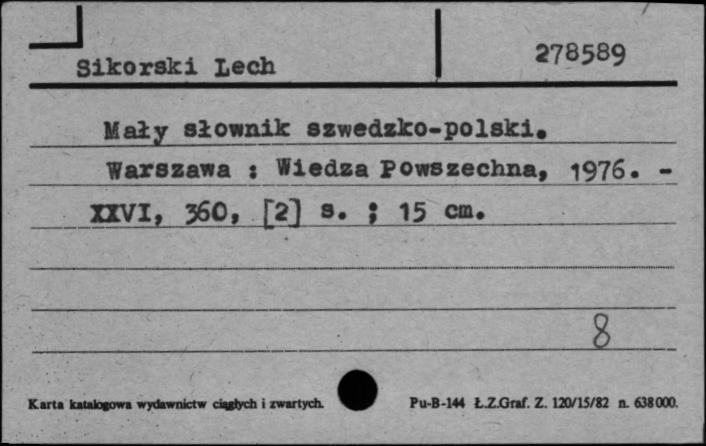 Sikorski Lech 278589
Mały słownik szwedzko-polski.
Warszawa : Wiedza Powszechna, 1976. -
XXVI, 360, [2] s. ; 15 cm.
8
Karta katalogowa wydawnictw ciągłych i zwartych. Pu-B-144 Ł.Z.Graf. Z. 120/15/82 n. 638000.